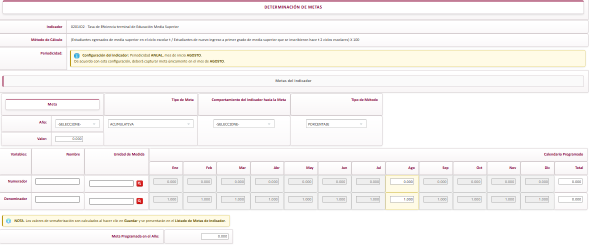 DETERMINACIÓN DE METAS
Indicador
Tasa de Eficiencia terminal de Educación Media Superior
Método de Cálculo
(Estudiantes egresados de media superior en el ciclo escolar t / Estudiantes de nuevo ingreso a primer grado de media superior que se inscribieron hace t-2 ciclos escolares) X 100
Periodicidad:
Configuración del indicador: Periodicidad ANUAL, mes de inicio AGOSTO.
De acuerdo con esta configuración, deberá capturar meta únicamente en el mes de AGOSTO.
Metas del Indicador
Meta
Tipo de Meta
Comportamiento del Indicador hacia la Meta
Tipo de Método
Año:
-SELECCIONE-
ACUMULATIVA
-SELECCIONE-
PORCENTAJE
Valor:
0.000
Variables
Nombre
Unidad de Medida
Calendario Programado
Ene Feb Mar Abr May Jun Jul Ago Sep Oct Nov Dic Total
Numerador
0.000 0.000 0.000 0.000 0.000 0.000 0.000 0.000 0.000 0.000 0.000 0.000 0.000
Denominador
1.000 1.000 1.000 1.000 1.000 1.000 1.000 1.000 1.000 1.000 1.000 1.000 0.000
NOTA: Los valores de semaforización son calculados al hacer clic en Guardar y se presentarán en el Listado de Metas de Indicador.
Meta Programada en el Año:
0.000